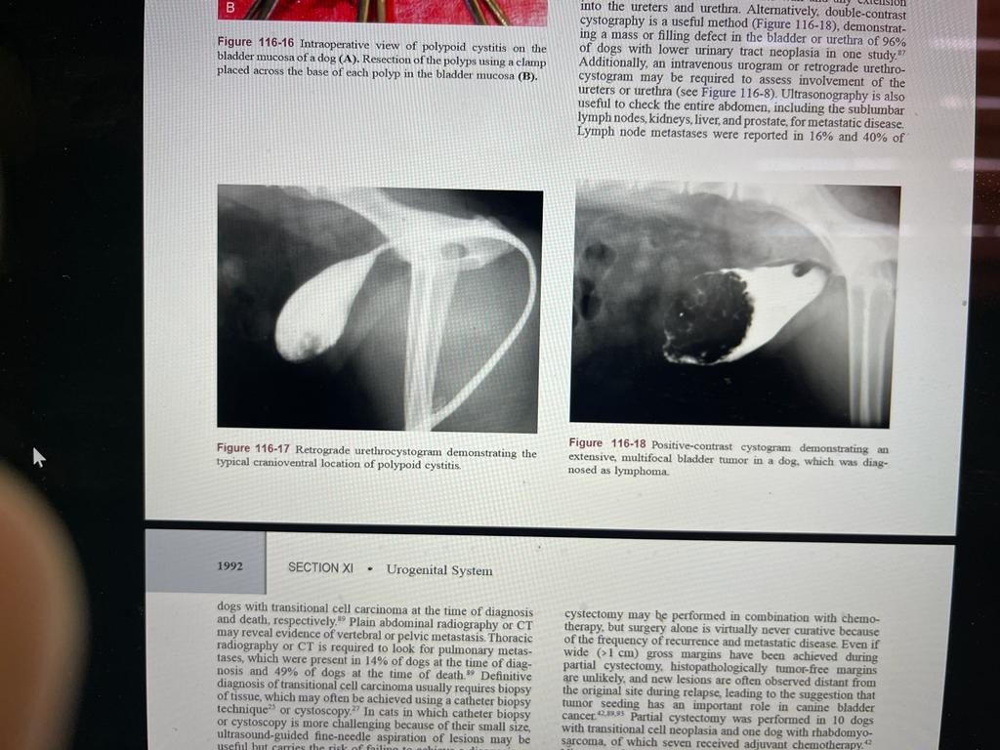 B
Figure 116-16 Intraoperative view of polypoid cystitis on the
bladder mucosa of a dog (A). Resection of the polyps using a clamp
placed across the base of each polyp in the bladder mucosa (B).
into the ureters and urethra. Alternatively, double-contrast
cystography is a useful method (Figure 116-18), demonstrat-
ing a mass or filling defect in the bladder or urethra of 96%
of dogs with lower urinary tract neoplasia in one study.87
Additionally, an intravenous urogram or retrograde urethro-
cystogram may be required to assess involvement of the
ureters or urethra (see Figure 116-8). Ultrasonography is also
useful to check the entire abdomen, including the sublumbar
lymph nodes, kidneys, liver, and prostate, for metastatic disease.
Lymph node metastases were reported in 16% and 40% of
Figure 116-17 Retrograde urethrocystogram demonstrating the
typical cranioventral location of polypoid cystitis.
Figure 116-18 Positive-contrast cystogram demonstrating an
extensive, multifocal bladder tumor in a dog, which was diag-
nosed as lymphoma.
1992 SECTION XI • Urogenital System
dogs with transitional cell carcinoma at the time of diagnosis
and death, respectively.89 Plain abdominal radiography or CT
may reveal evidence of vertebral or pelvic metastasis. Thoracic
radiography or CT is required to look for pulmonary metas-
tases, which were present in 14% of dogs at the time of diag-
nosis and 49% of dogs at the time of death.89 Definitive
diagnosis of transitional cell carcinoma usually requires biopsy
of tissue, which may often be achieved using a catheter biopsy
technique25 or cystoscopy.27 In cats in which catheter biopsy
or cystoscopy is more challenging because of their small size,
ultrasound-guided fine-needle aspiration of lesions may be
useful but carries the risk of failing to
cystectomy may be performed in combination with chemo-
therapy, but surgery alone is virtually never curative because
of the frequency of recurrence and metastatic disease. Even if
wide (>1 cm) gross margins have been achieved during
partial cystectomy, histopathologically tumor-free margins
are unlikely, and new lesions are often observed distant from
the original site during relapse, leading to the suggestion that
tumor seeding has an important role in canine bladder
cancer.42,89,93 Partial cystectomy was performed in 10 dogs
with transitional cell neoplasia and one dog with rhabdomyo-
sarcoma, of which seven received adjuvant chemotherapy.42